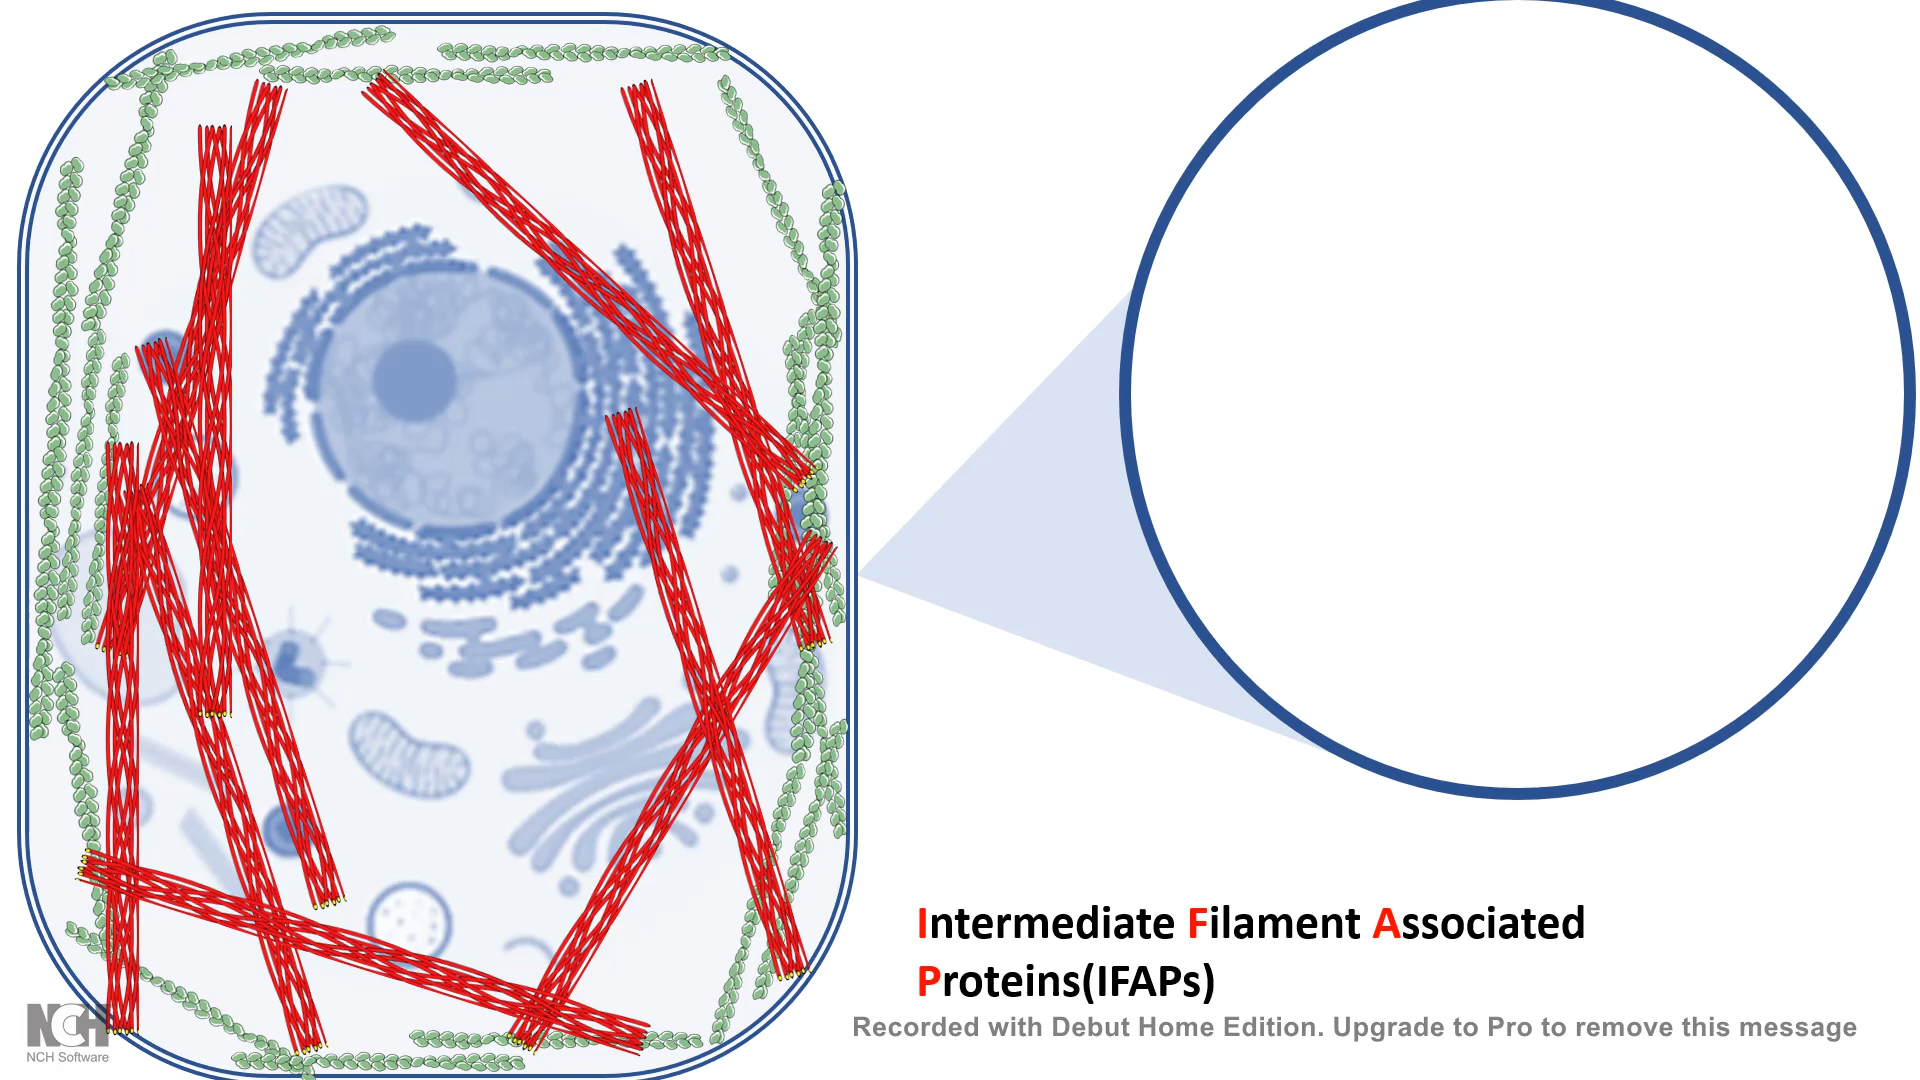 Intermediate Filament Associated
Proteins(IFAPs)
Recorded with Debut Home Edition. Upgrade to Pro to remove this message
NCH
NCH Software